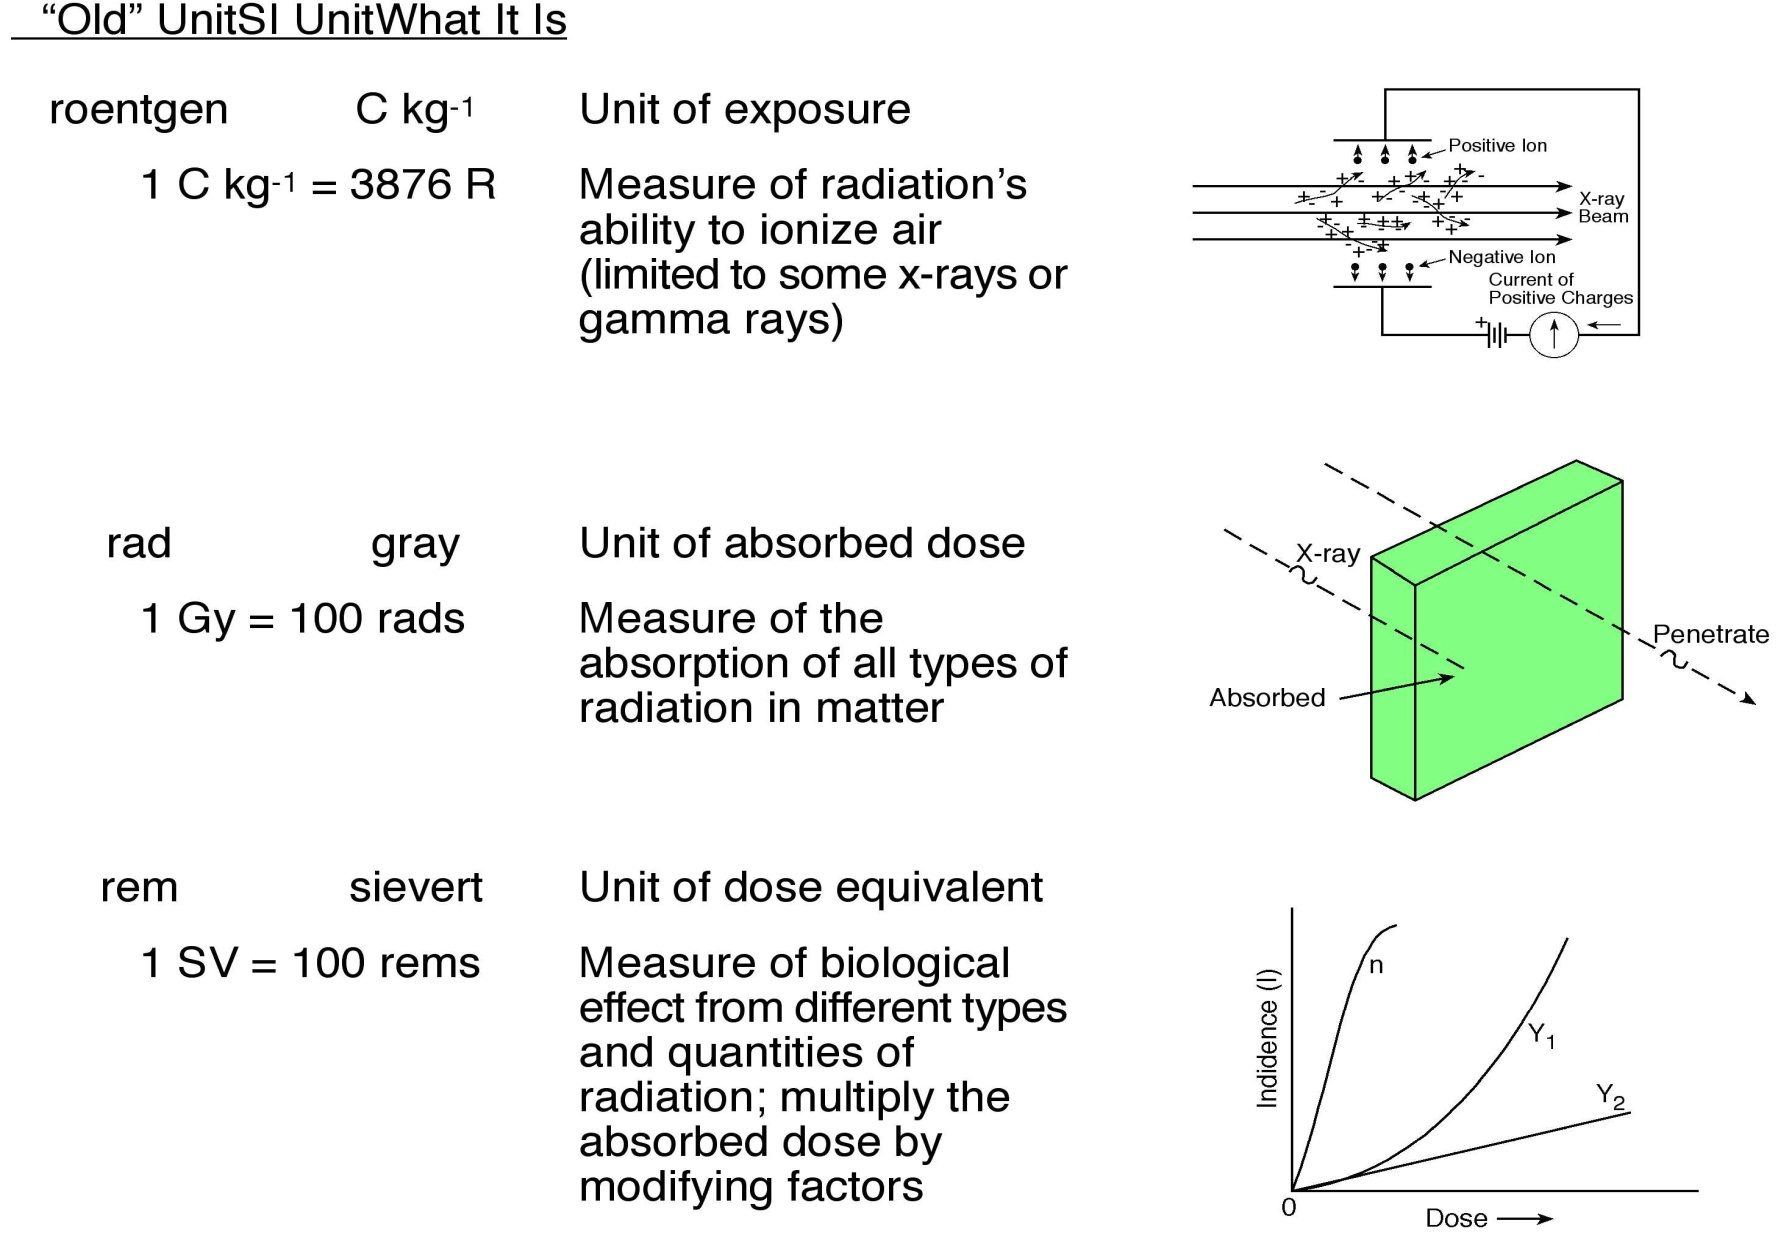 “Old” UnitSI UnitWhat It Is
roentgen C kg-1 Unit of exposure
1 C kg-1 = 3876 R
Measure of radiation’s
ability to ionize air
(limited to some x-rays or
gamma rays)
Positive Ion
X-ray
Beam
Negative Ion
Current of
Positive Charges
rad gray Unit of absorbed dose
1 Gy = 100 rads
Measure of the
absorption of all types of
radiation in matter
X-ray
Penetrate
Absorbed
rem sievert Unit of dose equivalent
1 SV = 100 rems
Measure of biological
effect from different types
and quantities of
radiation; multiply the
absorbed dose by
modifying factors
Indidence (I)
n
Y1
Y2
0
Dose